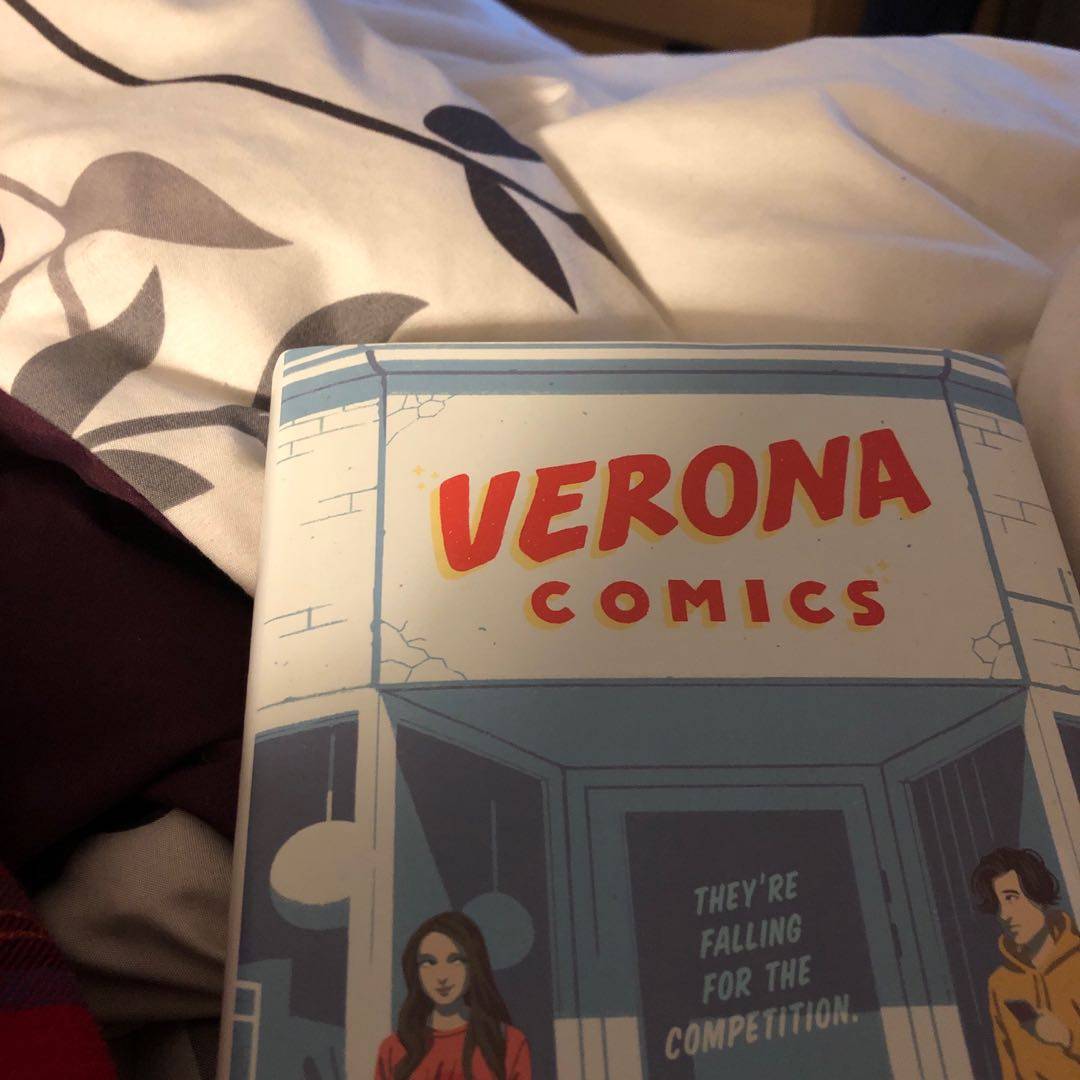 VERONA
COMICS
THEY'RE
FALLING
FOR THE
COMPETITION.